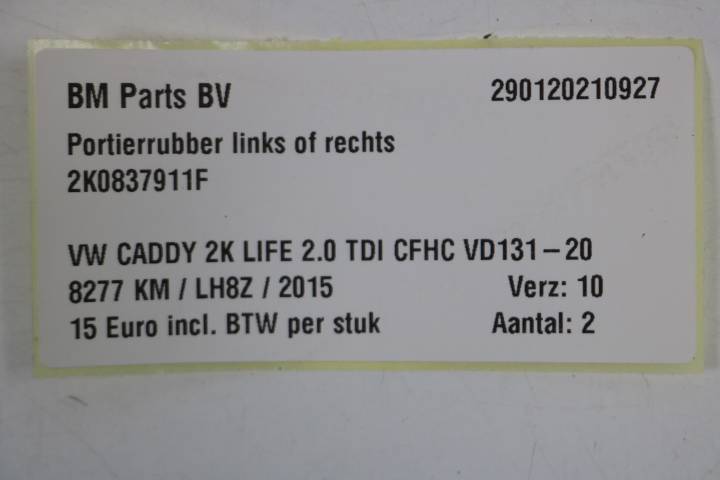 BM Parts BV 290120210927
Portierrubber links of rechts
2K0837911F
VW CADDY 2K LIFE 2.0 TDI CFHC VD131-20
8277 KM / LH8Z / 2015 Verz: 10
15 Euro incl. BTW per stuk Aantal: 2